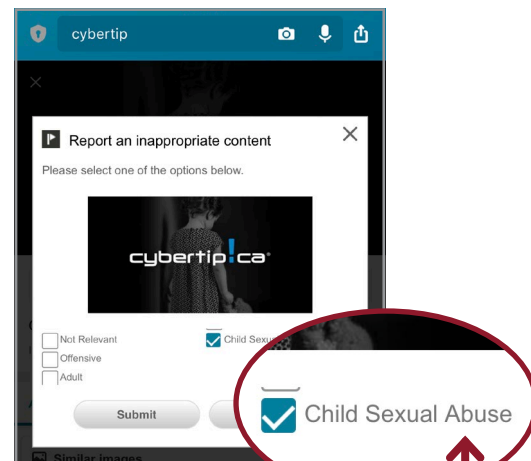 cybertip
Report an inappropriate content
Please select one of the options below.
cybertip!ca®
Not Relevant
Child Sexual
Offensive
Adult
Child Sexual Abuse
Submit
Similar images